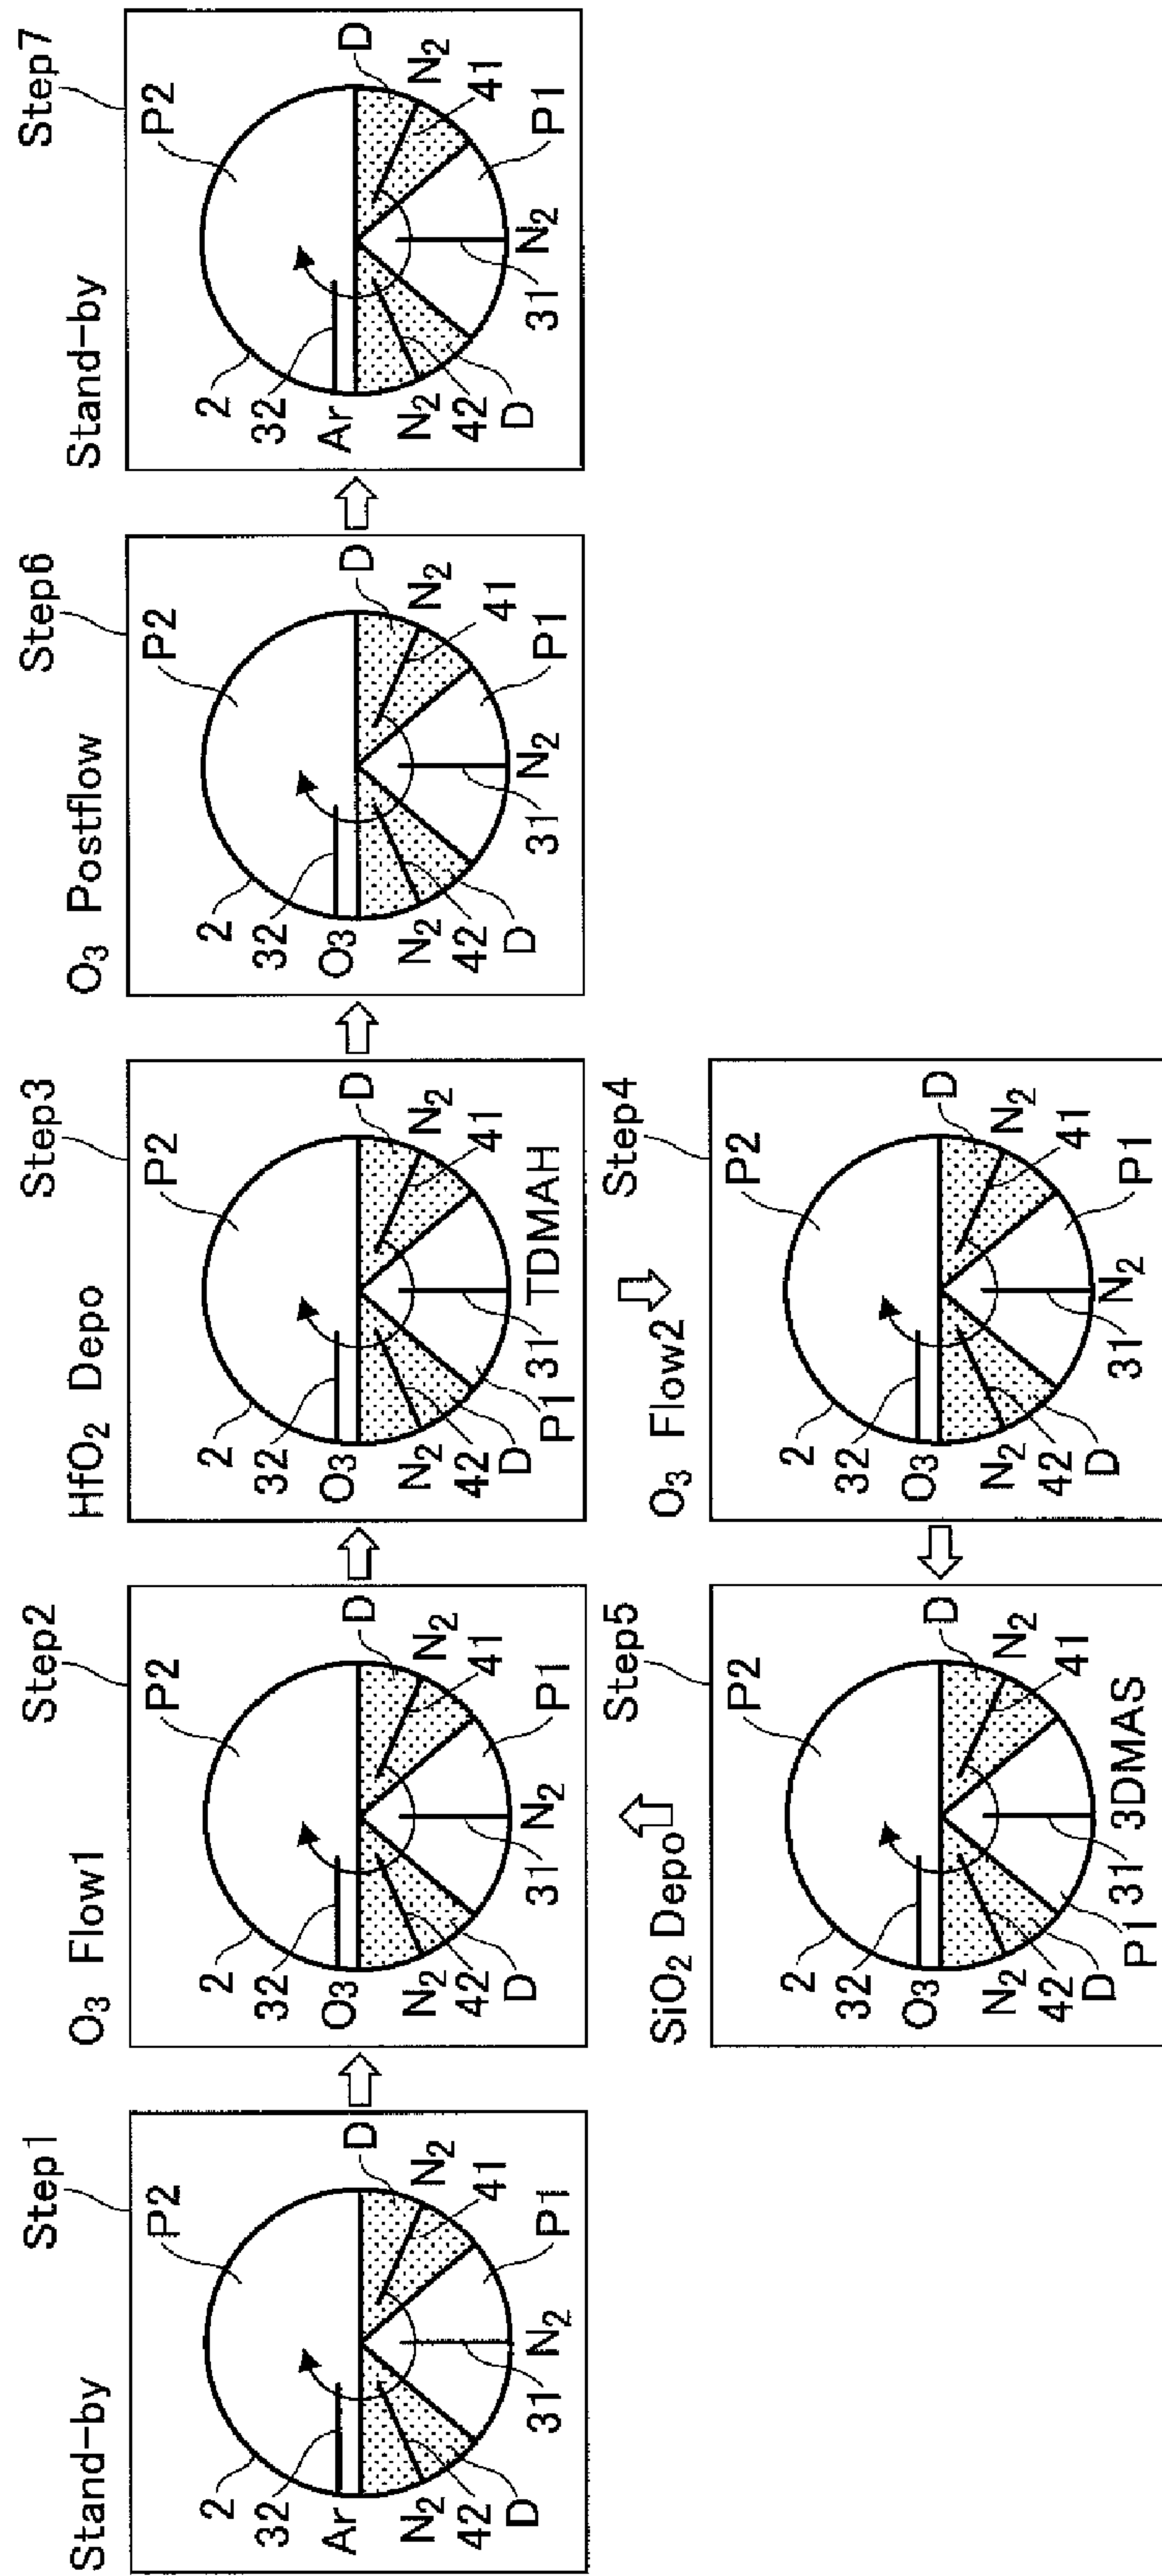 Stand-by
Step1
P2
2
32
Ar
D
N2
41
N2
42
D
31
N2
P1
O3 Flow1
Step2
P2
2
32
O3
D
N2
41
N2
42
D
31
N2
P1
HfO2 Depo
Step3
P2
2
32
O3
D
N2
41
N2
42
D
P1
31
TDMAH
O3 Postflow
Step6
P2
2
32
O3
D
N2
41
N2
42
D
31
N2
P1
Stand-by
Step7
P2
2
32
Ar
D
N2
41
N2
42
D
31
N2
P1
SiO2 Depo
Step5
P2
2
32
O3
D
N2
41
N2
42
D
P1
31
3DMAS
O3 Flow2
Step4
P2
2
32
O3
D
N2
41
N2
42
D
31
N2
P1